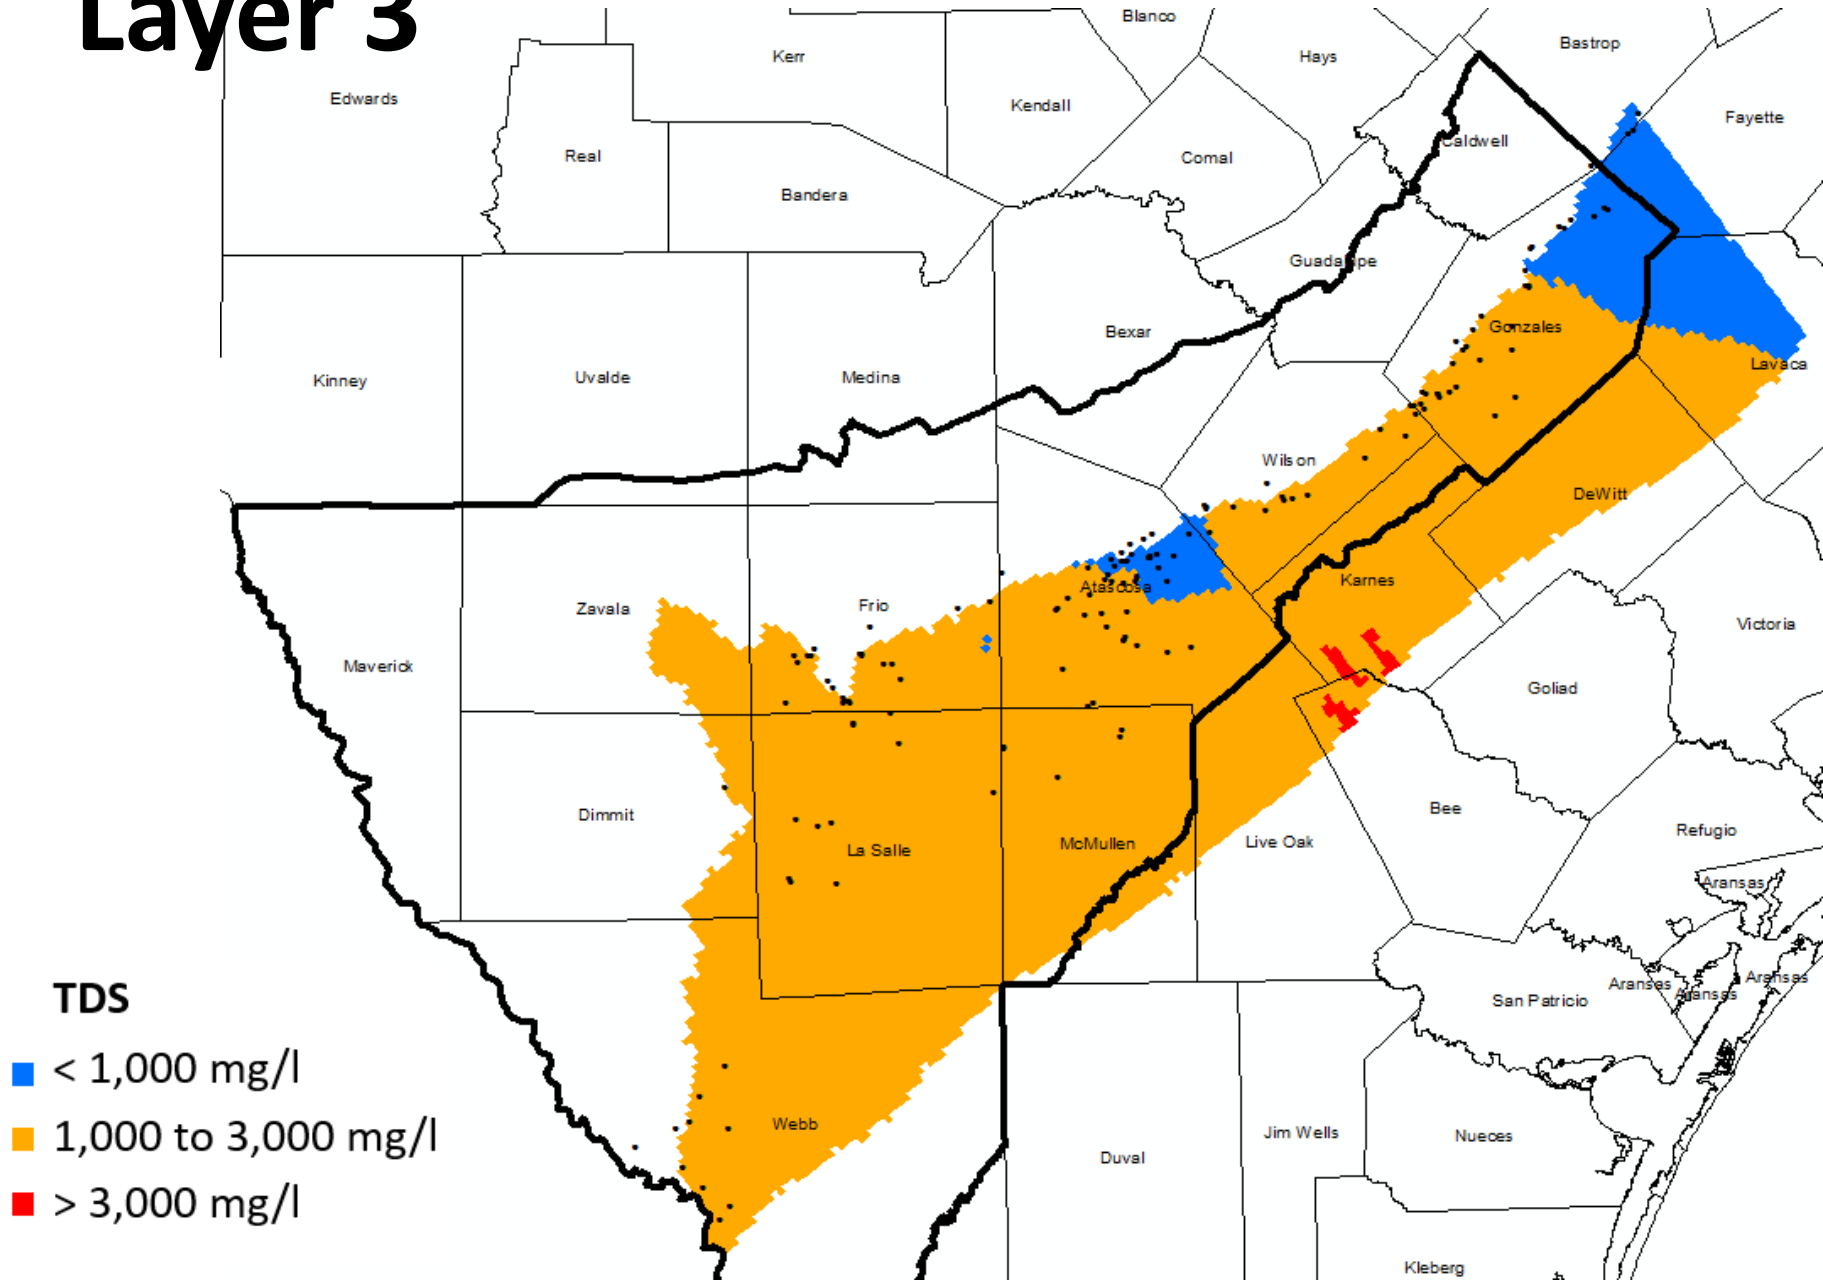 Layer 3
Blanco
Bastrop
Kerr
Hays
Edwards
Kendall
Fayette
Caldwell
Real
Comal
Bandera
Guadalupe
Gonzales
Bexar
Lavaca
Kinney
Uvalde
Medina
Wilson
DeWitt
Karnes
Atascosa
Zavala
Frio
Victoria
Maverick
Goliad
Dimmit
Bee
La Salle
McMullen
Live Oak
Refugio
Aransas
Aransas
Aransas
Aransas
San Patricio
TDS
< 1,000 mg/l
1,000 to 3,000 mg/l
> 3,000 mg/l
Webb
Jim Wells
Nueces
Duval
Kleberg